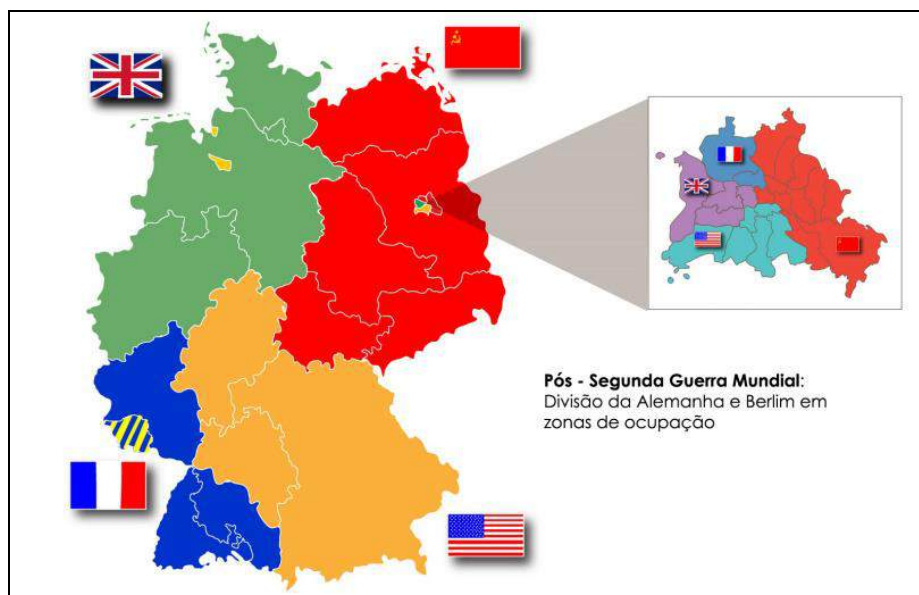 Pós - Segunda Guerra Mundial:
Divisão da Alemanha e Berlim em
zonas de ocupação